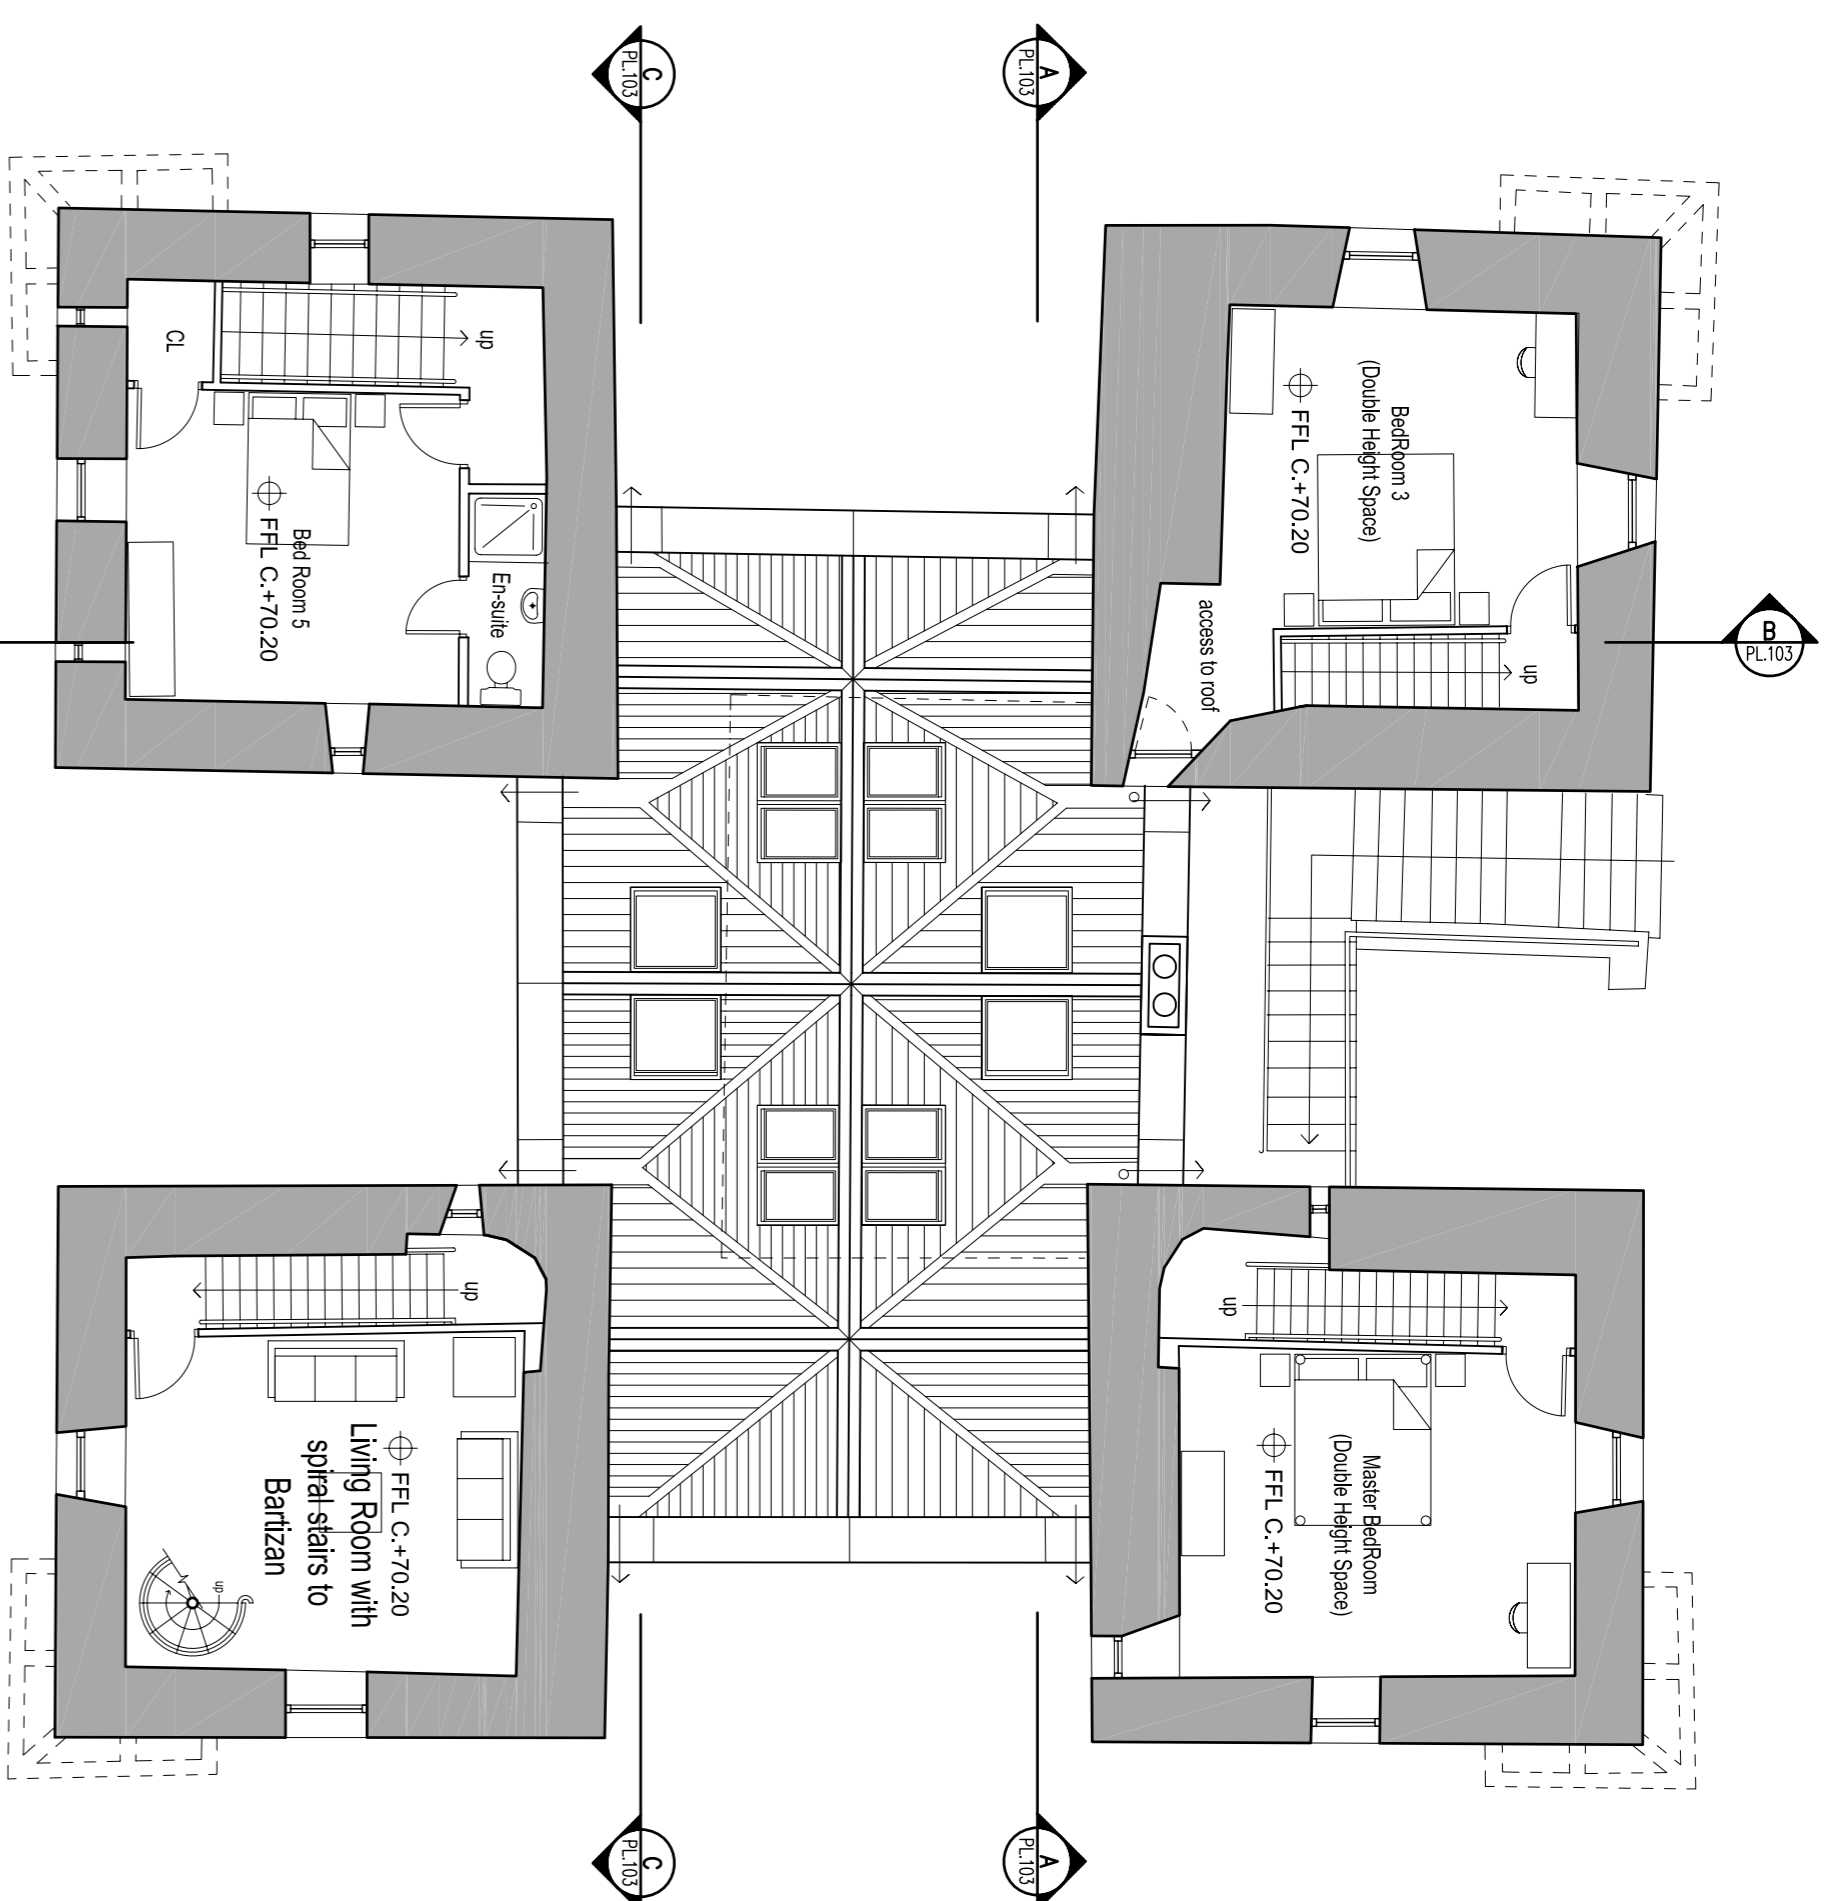 C
PL.103
A
PL.103
B
PL.103
CL
up
Bed Room 5
FFL C.+70.20
En-suite
BedRoom 3
(Double Height Space)
FFL C.+70.20
access to roof
up
up
FFL C.+70.20
Living Room with
spiral stairs to
Bartizan
up
up
Master BedRoom
(Double Height Space)
FFL C.+70.20
C
PL.103
A
PL.103